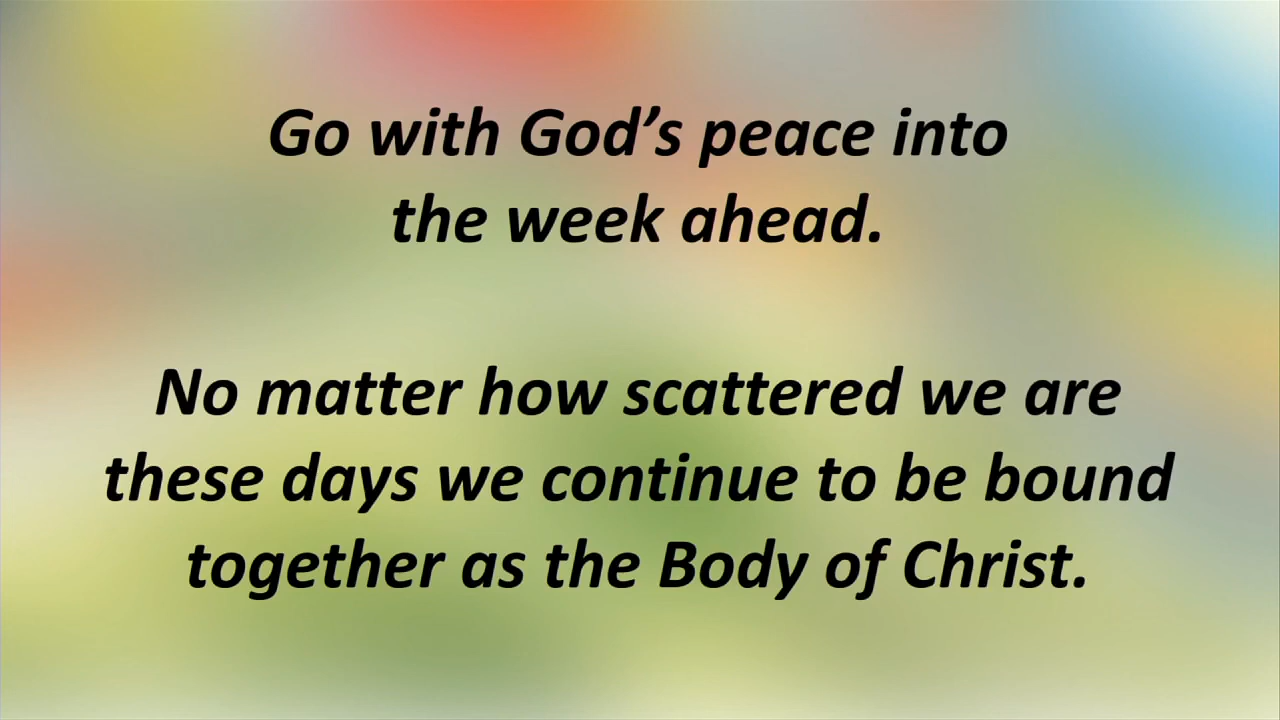 Go with God’s peace into
the week ahead.
No matter how scattered we are
these days we continue to be bound
together as the Body of Christ.